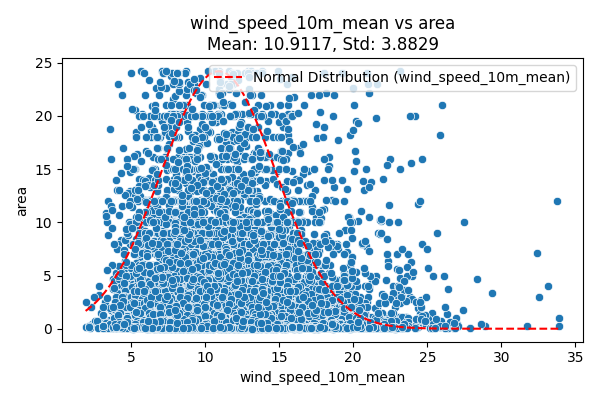 wind_speed_10m_mean vs area
Mean: 10.9117, Std: 3.8829
Normal Distribution (wind_speed_10m_mean)
25
20
15
10
5
0
area
5 10 15 20 25 30 35
wind_speed_10m_mean